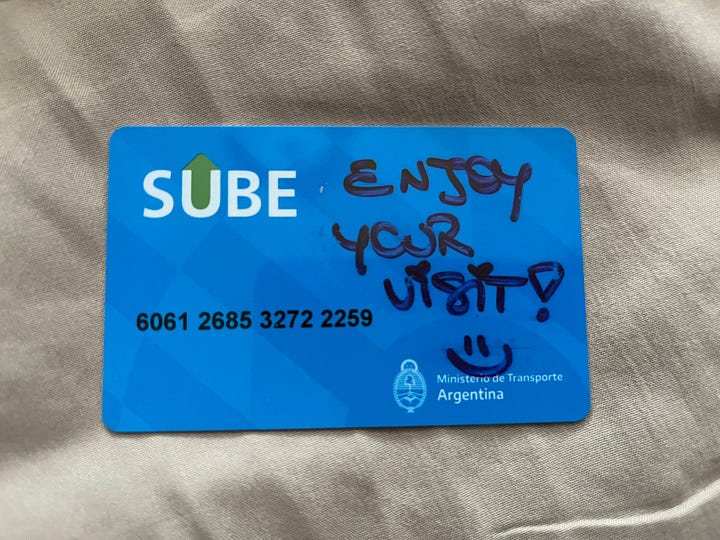 SUBE
ENJOY
YOUR
VISIT!
6061 2685 3272 2259
Ministerio de Transporte
Argentina